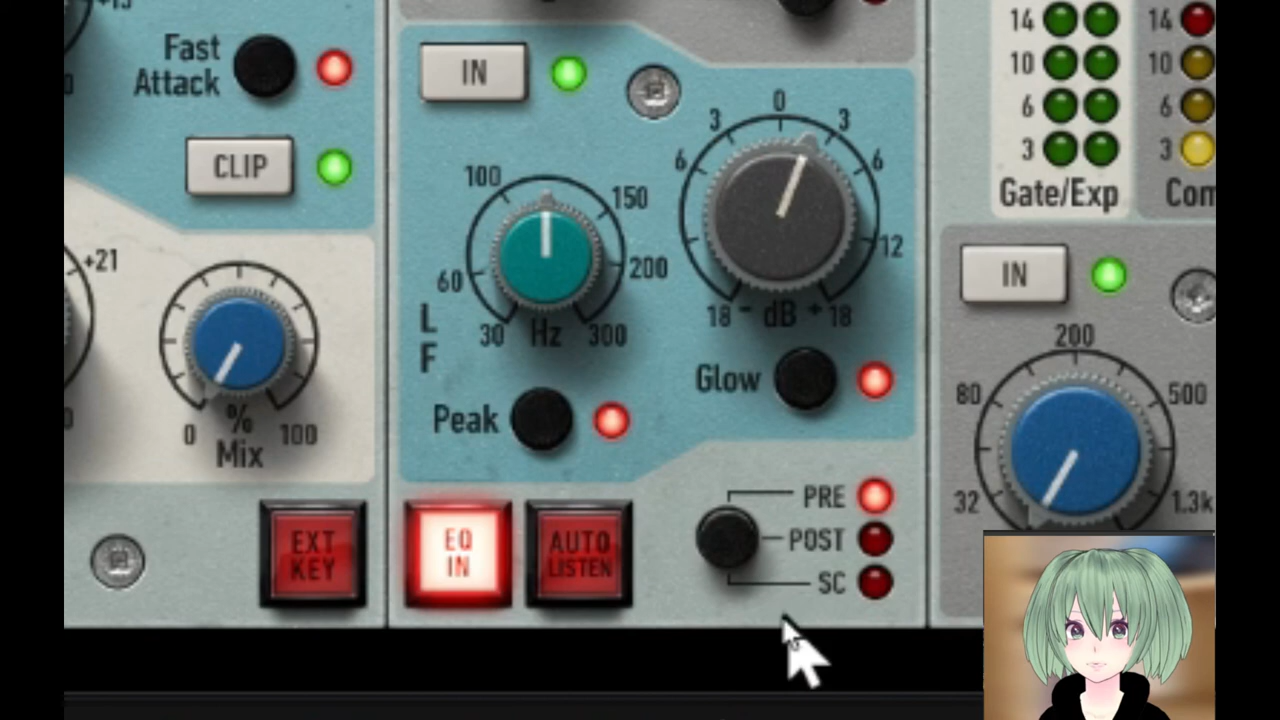 Fast
Attack
CLIP
+21
0
%
100
Mix
EXT
KEY
IN
0
3
3
6
6
12
18 - dB + 18
100
150
60
200
30
Hz
300
L
F
Glow
Peak
EQ
IN
AUTO
LISTEN
PRE
POST
SC
14
10
6
3
Gate/Exp
14
10
6
3
IN
200
80
500
32
1.3k